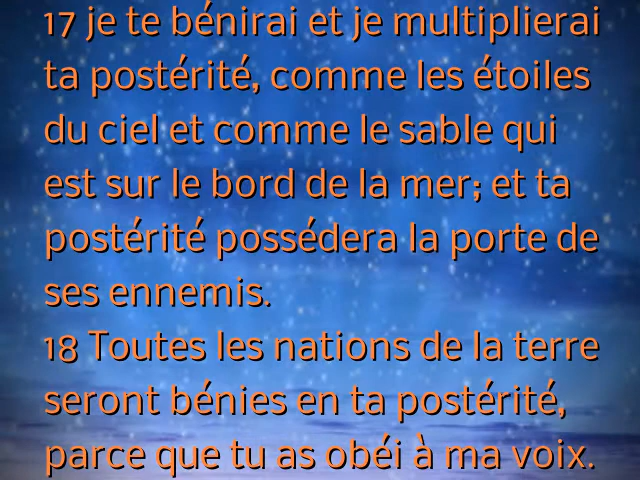 17 je te bénirai et je multiplierai
ta postérité, comme les étoiles
du ciel et comme le sable qui
est sur le bord de la mer; et ta
postérité possédera la porte de
ses ennemis.
18 Toutes les nations de la terre
seront bénies en ta postérité,
parce que tu as obéi à ma voix.